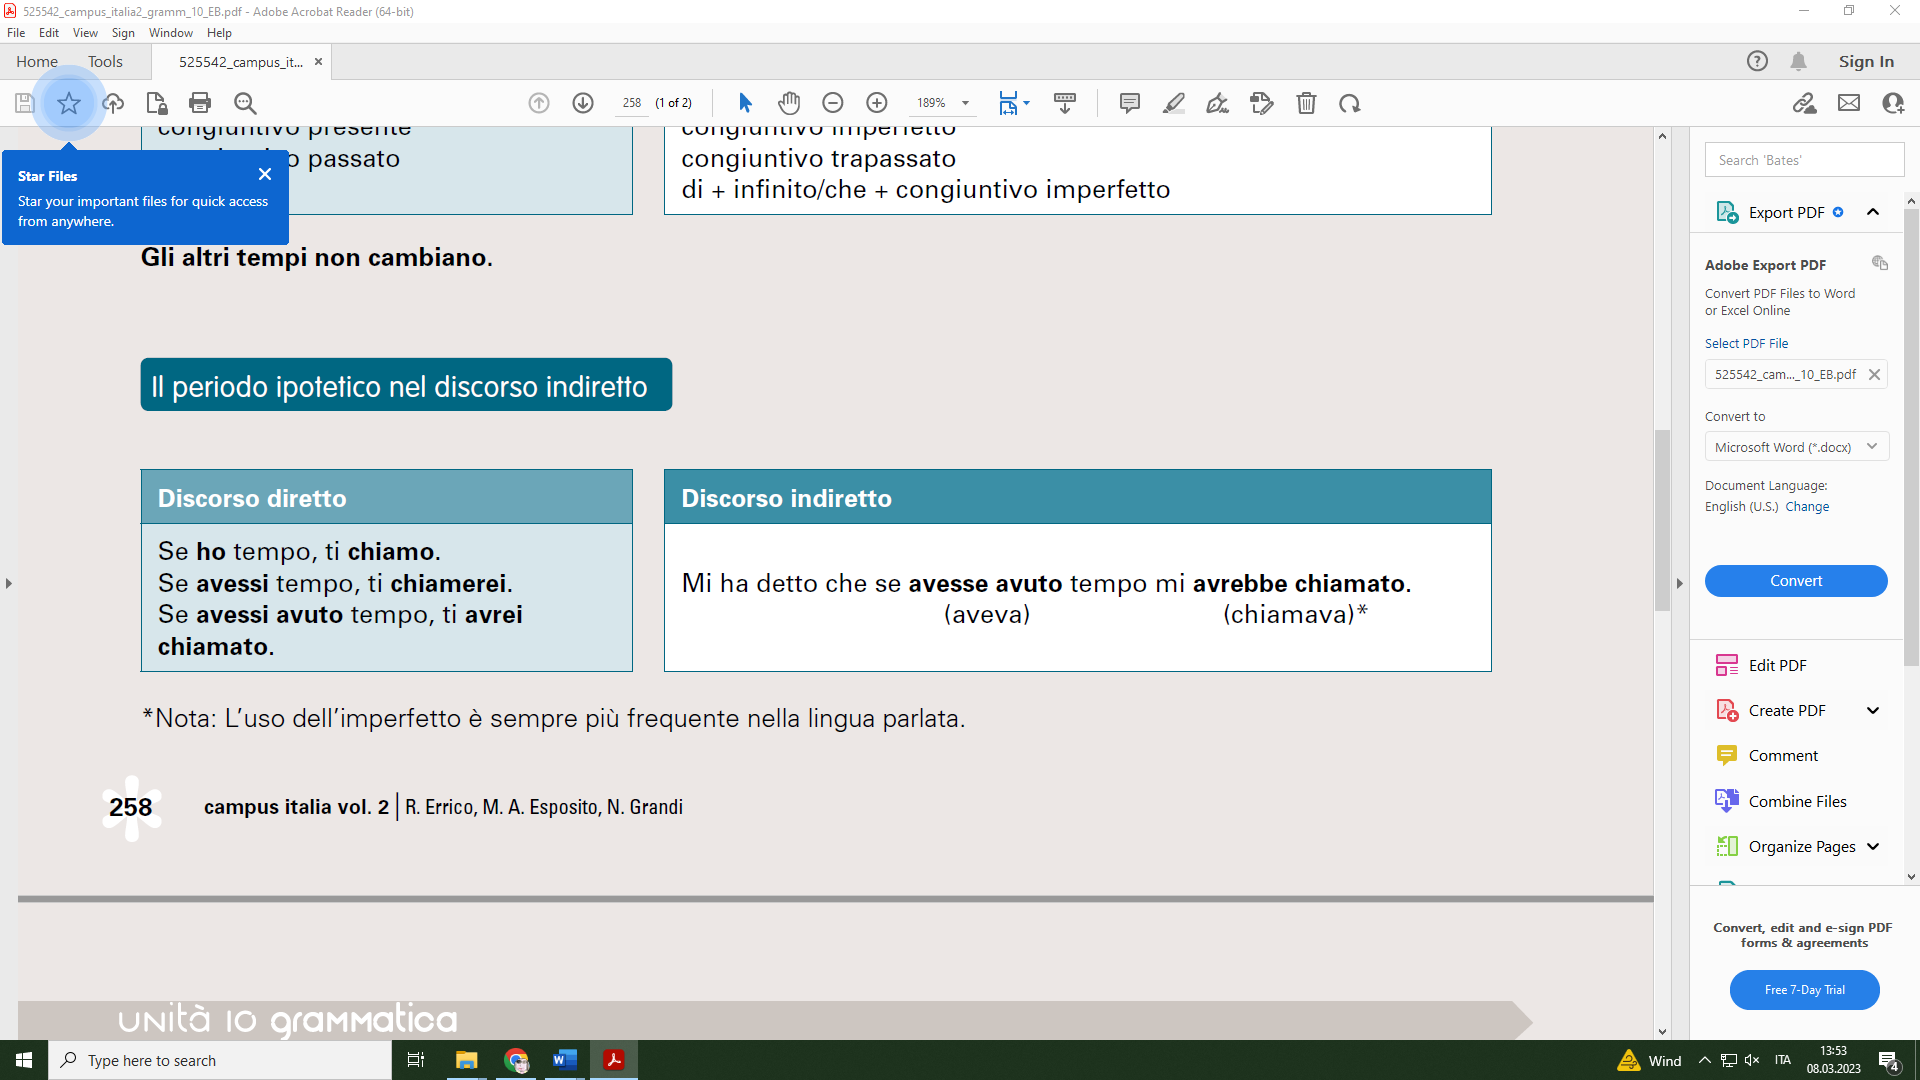 525542_campus_italia2_gramm_10_EB.pdf - Adobe Acrobat Reader (64-bit)
File Edit View Sign Window Help
Home Tools 525542_campus_it... Sign In
258 (1 of 2) 189%
congiuntivo presente
o passato
congiuntivo imperfetto
congiuntivo trapassato
di + infinito/che + congiuntivo imperfetto
Star Files
Star your important files for quick access
from anywhere.
Gli altri tempi non cambiano.
Il periodo ipotetico nel discorso indiretto
Discorso diretto
Se ho tempo, ti chiamo.
Se avessi tempo, ti chiamerei.
Se avessi avuto tempo, ti avrei
chiamato.
Discorso indiretto
Mi ha detto che se avesse avuto tempo mi avrebbe chiamato.
(aveva) (chiamava)*
*Nota: L'uso dell'imperfetto è sempre più frequente nella lingua parlata.
258 campus italia vol. 2 | R. Errico, M. A. Esposito, N. Grandi
unità 10 grammatica
Search 'Bates'
Export PDF
Adobe Export PDF
Convert PDF Files to Word
or Excel Online
Select PDF File
525542_cam..._10_EB.pdf
Convert to
Microsoft Word (*.docx)
Document Language:
English (U.S.) Change
Convert
Edit PDF
Create PDF
Comment
Combine Files
Organize Pages
Convert, edit and e-sign PDF
forms & agreements
Free 7-Day Trial
Type here to search
Wind
ITA
13:53
08.03.2023
4